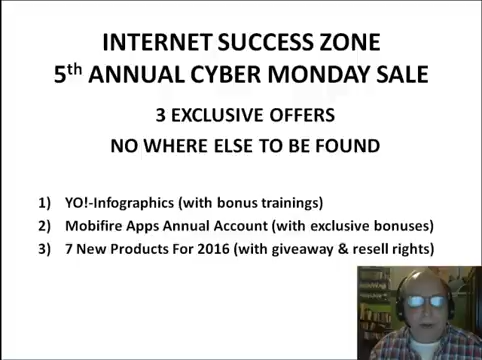 INTERNET SUCCESS ZONE
5th ANNUAL CYBER MONDAY SALE
3 EXCLUSIVE OFFERS
NO WHERE ELSE TO BE FOUND
1) YO!-Infographics (with bonus trainings)
2) Mobifire Apps Annual Account (with exclusive bonuses)
3) 7 New Products For 2016 (with giveaway & resell rights)